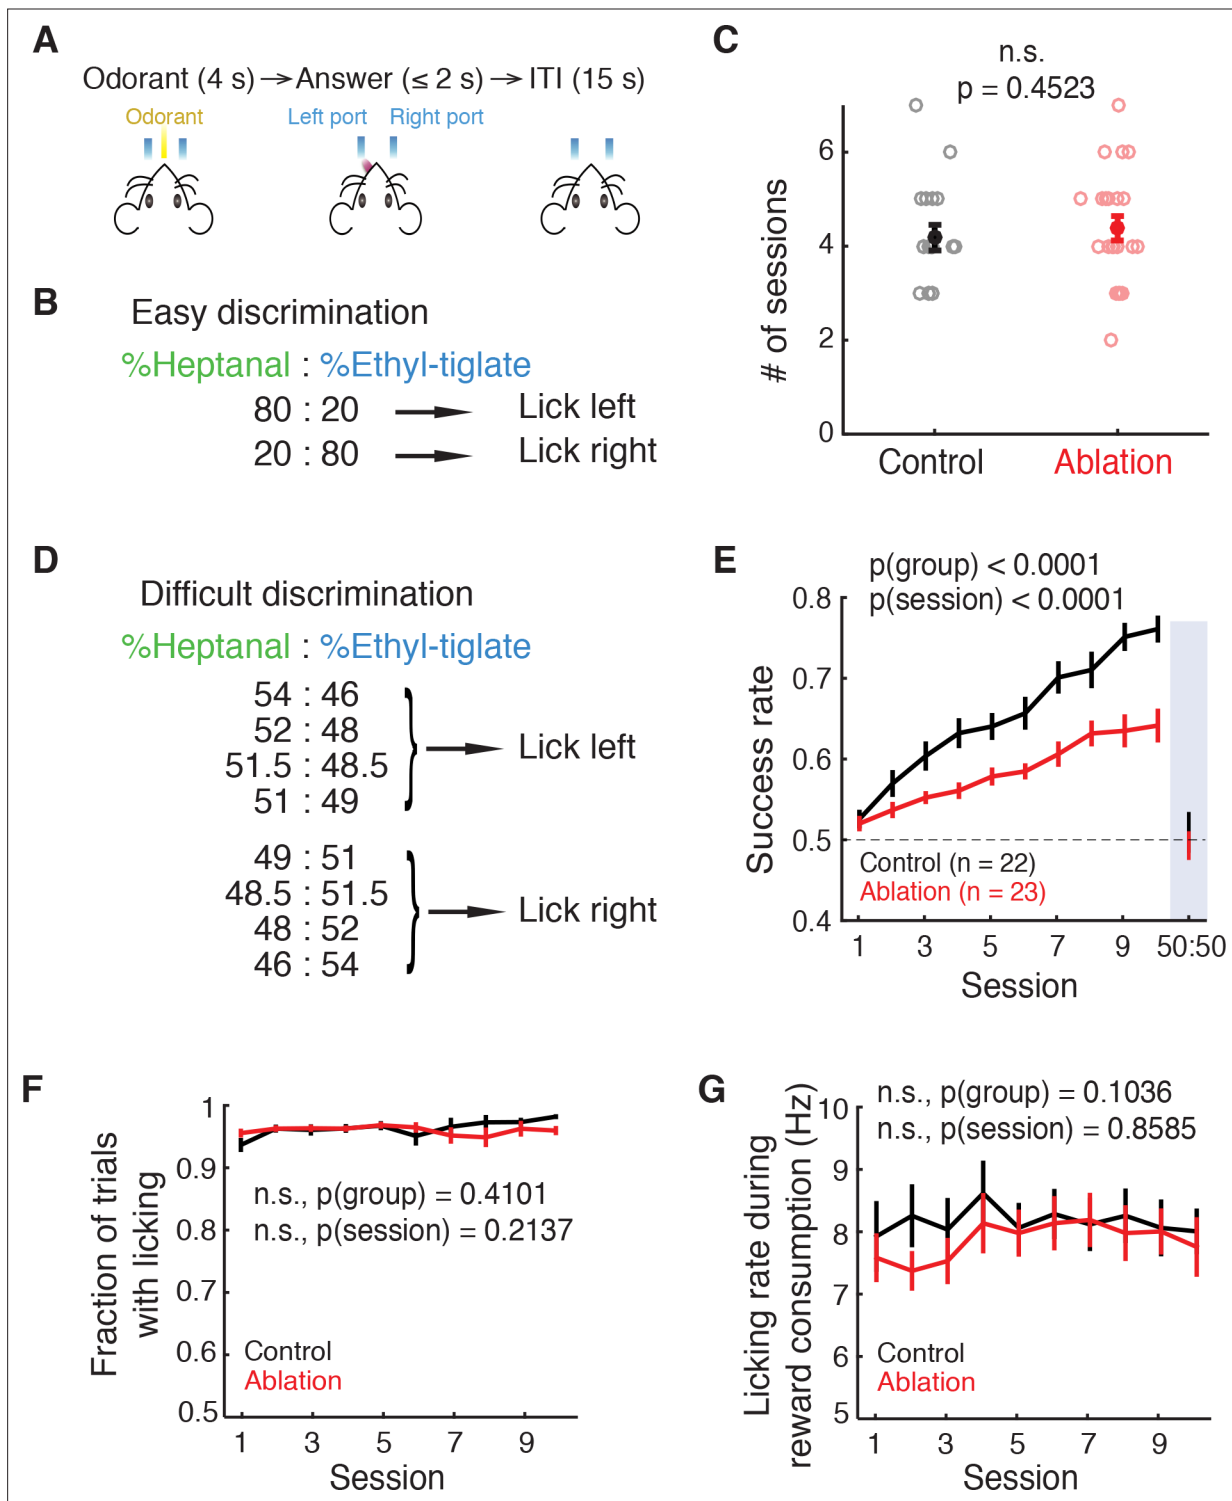 A
Odorant (4 s) → Answer (≤ 2 s) → ITI (15 s)
Odorant
Left port
Right port
B
Easy discrimination
%Heptanal : %Ethyl-tiglate
80 : 20
Lick left
20 : 80
Lick right
C
n.s.
p = 0.4523
# of sessions
6
4
2
0
Control
Ablation
D
Difficult discrimination
%Heptanal : %Ethyl-tiglate
54 : 46
52 : 48
51.5 : 48.5
51 : 49
Lick left
49 : 51
48.5 : 51.5
48 : 52
46 : 54
Lick right
E
p(group) < 0.0001
p(session) < 0.0001
Success rate
0.8
0.7
0.6
0.5
0.4
Control (n = 22)
Ablation (n = 23)
1 3 5 7 9 50:50
Session
F
Fraction of trials
with licking
1
0.9
0.8
0.7
0.6
0.5
n.s., p(group) = 0.4101
n.s., p(session) = 0.2137
Control
Ablation
1 3 5 7 9
Session
G
n.s., p(group) = 0.1036
n.s., p(session) = 0.8585
Licking rate during
reward consumption (Hz)
10
9
8
7
6
5
Control
Ablation
1 3 5 7 9
Session